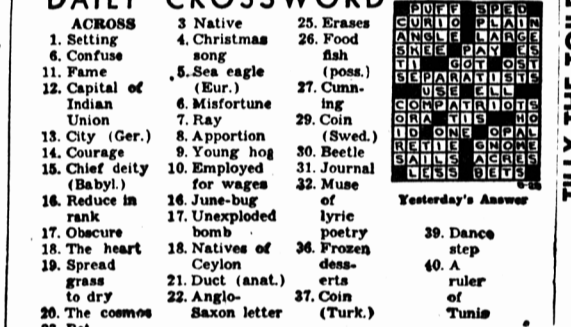 DAILY CROSSWORD
ACROSS
1. Setting
6. Confuse
11. Fame
12. Capital of
Indian
Union
13. City (Ger.)
14. Courage
15. Chief deity
(Babyl.)
16. Reduce in
rank
17. Obscure
18. The heart
19. Spread
grass
to dry
20. The cosmos
3 Native
4. Christmas
song
5. Sea eagle
(Eur.)
6. Misfortune
7. Ray
8. Apportion
9. Young hog
10. Employed
for wages
16. June-bug
17. Unexploded
bomb
18. Natives of
Ceylon
21. Duct (anat.)
22. Anglo-
Saxon letter
25. Erases
26. Food
fish
(poss.)
27. Cunn-
ing
29. Coin
(Swed.)
30. Beetle
31. Journal
32. Muse
of
lyric
poetry
36. Frozen
dess-
erts
37. Coin
(Turk.)
PUFF SPED
CURIO PLAIN
ANGLE LARGE
SKEE PAY ES
TI GOT OST
SEPARATISTS
USE ELL
COMPATRIOTS
ORA TIS HO
ID ONE OPAL
RETIE GNOME
SAILS ACRES
LESS BETS
Yesterday's Answer
39. Dance
step
40. A
ruler
of
Tunis